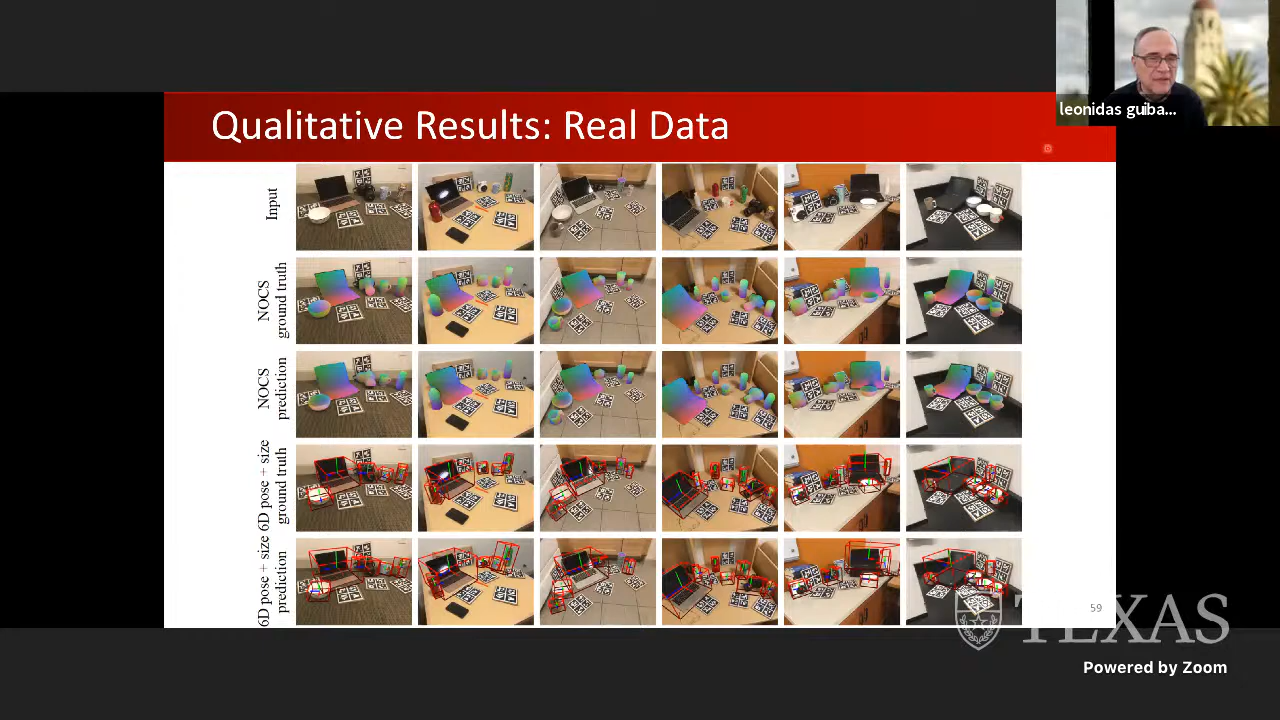 leonidas guiba...
Qualitative Results: Real Data
Input
NOCS
ground truth
NOCS
prediction
6D pose + size
ground truth
6D pose + size
prediction
59
TEXAS
Powered by Zoom